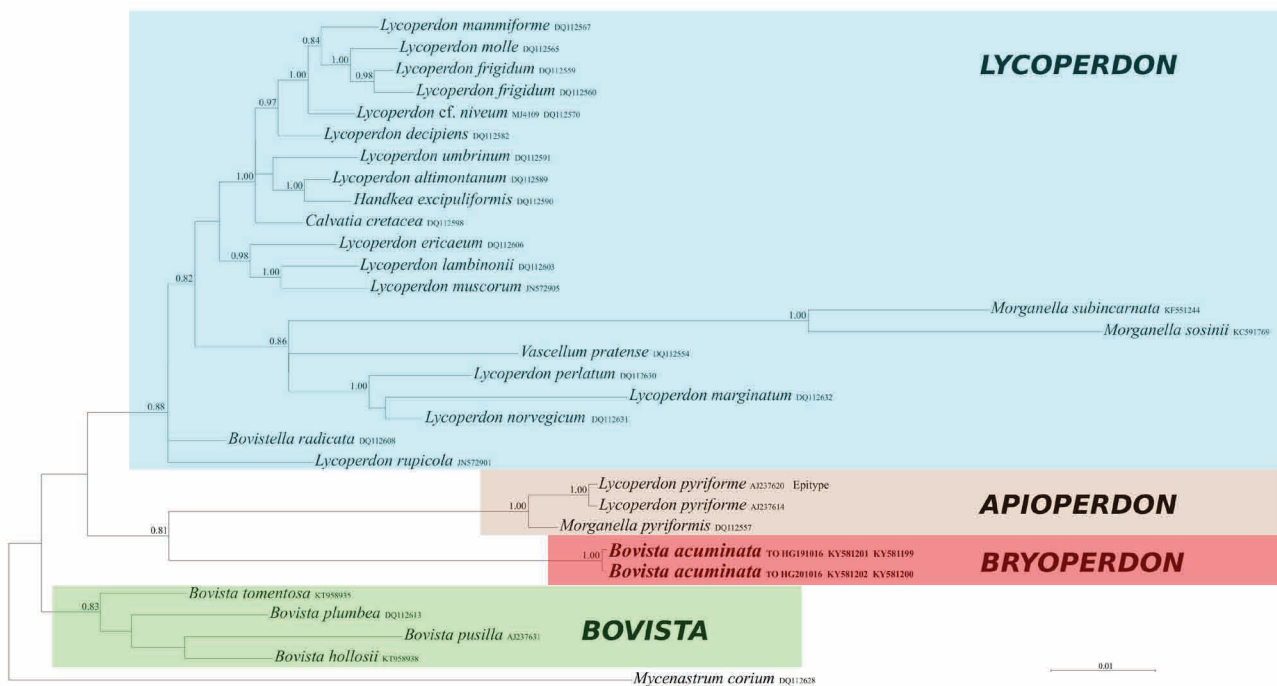 Lycoperdon mammiforme DQ112567
0.84
Lycoperdon molle DQ112565
LYCOPERDON
1.00
Lycoperdon frigidum DQ112559
1.00
0.98
Lycoperdon frigidum DQ112560
0.97
Lycoperdon cf. niveum MJ4109 DQ112570
Lycoperdon decipiens DQ112582
Lycoperdon umbrinum DQ112591
1.00
Lycoperdon altimontanum DQ112589
1.00
Handkea excipuliformis DQ112590
Calvatia cretacea DQ112598
Lycoperdon ericaeum DQ112606
0.98
Lycoperdon lambinonii DQ112603
0.82
1.00
Lycoperdon muscorum JN572905
Morganella subincarnata KF551244
1.00
Morganella sosinii KC591769
0.86
Vascellum pratense DQ112554
Lycoperdon perlatum DQ112630
1.00
Lycoperdon marginatum DQ112632
0.88
Lycoperdon norvegicum DQ112631
Bovistella radicata DQ112608
Lycoperdon rupicola JN572901
Lycoperdon pyriforme AJ237620 Epitype
1.00
Lycoperdon pyriforme AJ237614
APIOPERDON
1.00
Morganella pyriformis DQ112557
0.81
Bovista acuminata TO HG191016 KY581201 KY581199
1.00
BRYOPERDON
Bovista acuminata TO HG201016 KY581202 KY581200
Bovista tomentosa KT958935
0.83
Bovista plumbea DQ112613
BOVISTA
Bovista pusilla AJ237631
Bovista hollosii KT958938
0.01
Mycenastrum corium DQ112628